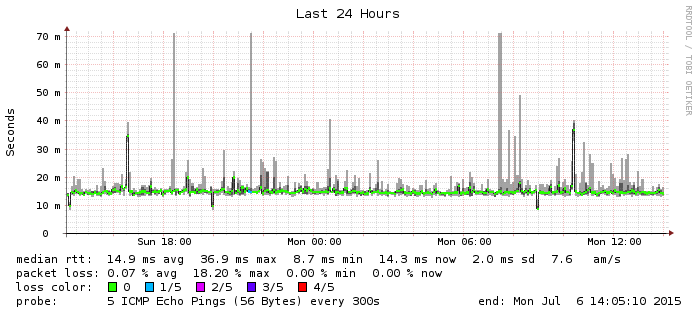 Last 24 Hours
RRDTOOL / TOBI OETIKER
Seconds
70 m
60 m
50 m
40 m
30 m
20 m
10 m
0
Sun 18:00 Mon 00:00 Mon 06:00 Mon 12:00
median rtt: 14.9 ms avg 36.9 ms max 8.7 ms min 14.3 ms now 2.0 ms sd 7.6 am/s
packet loss: 0.07 % avg 18.20 % max 0.00 % min 0.00 % now
loss color: 0 1/5 2/5 3/5 4/5
probe: 5 ICMP Echo Pings (56 Bytes) every 300s end: Mon Jul 6 14:05:10 2015